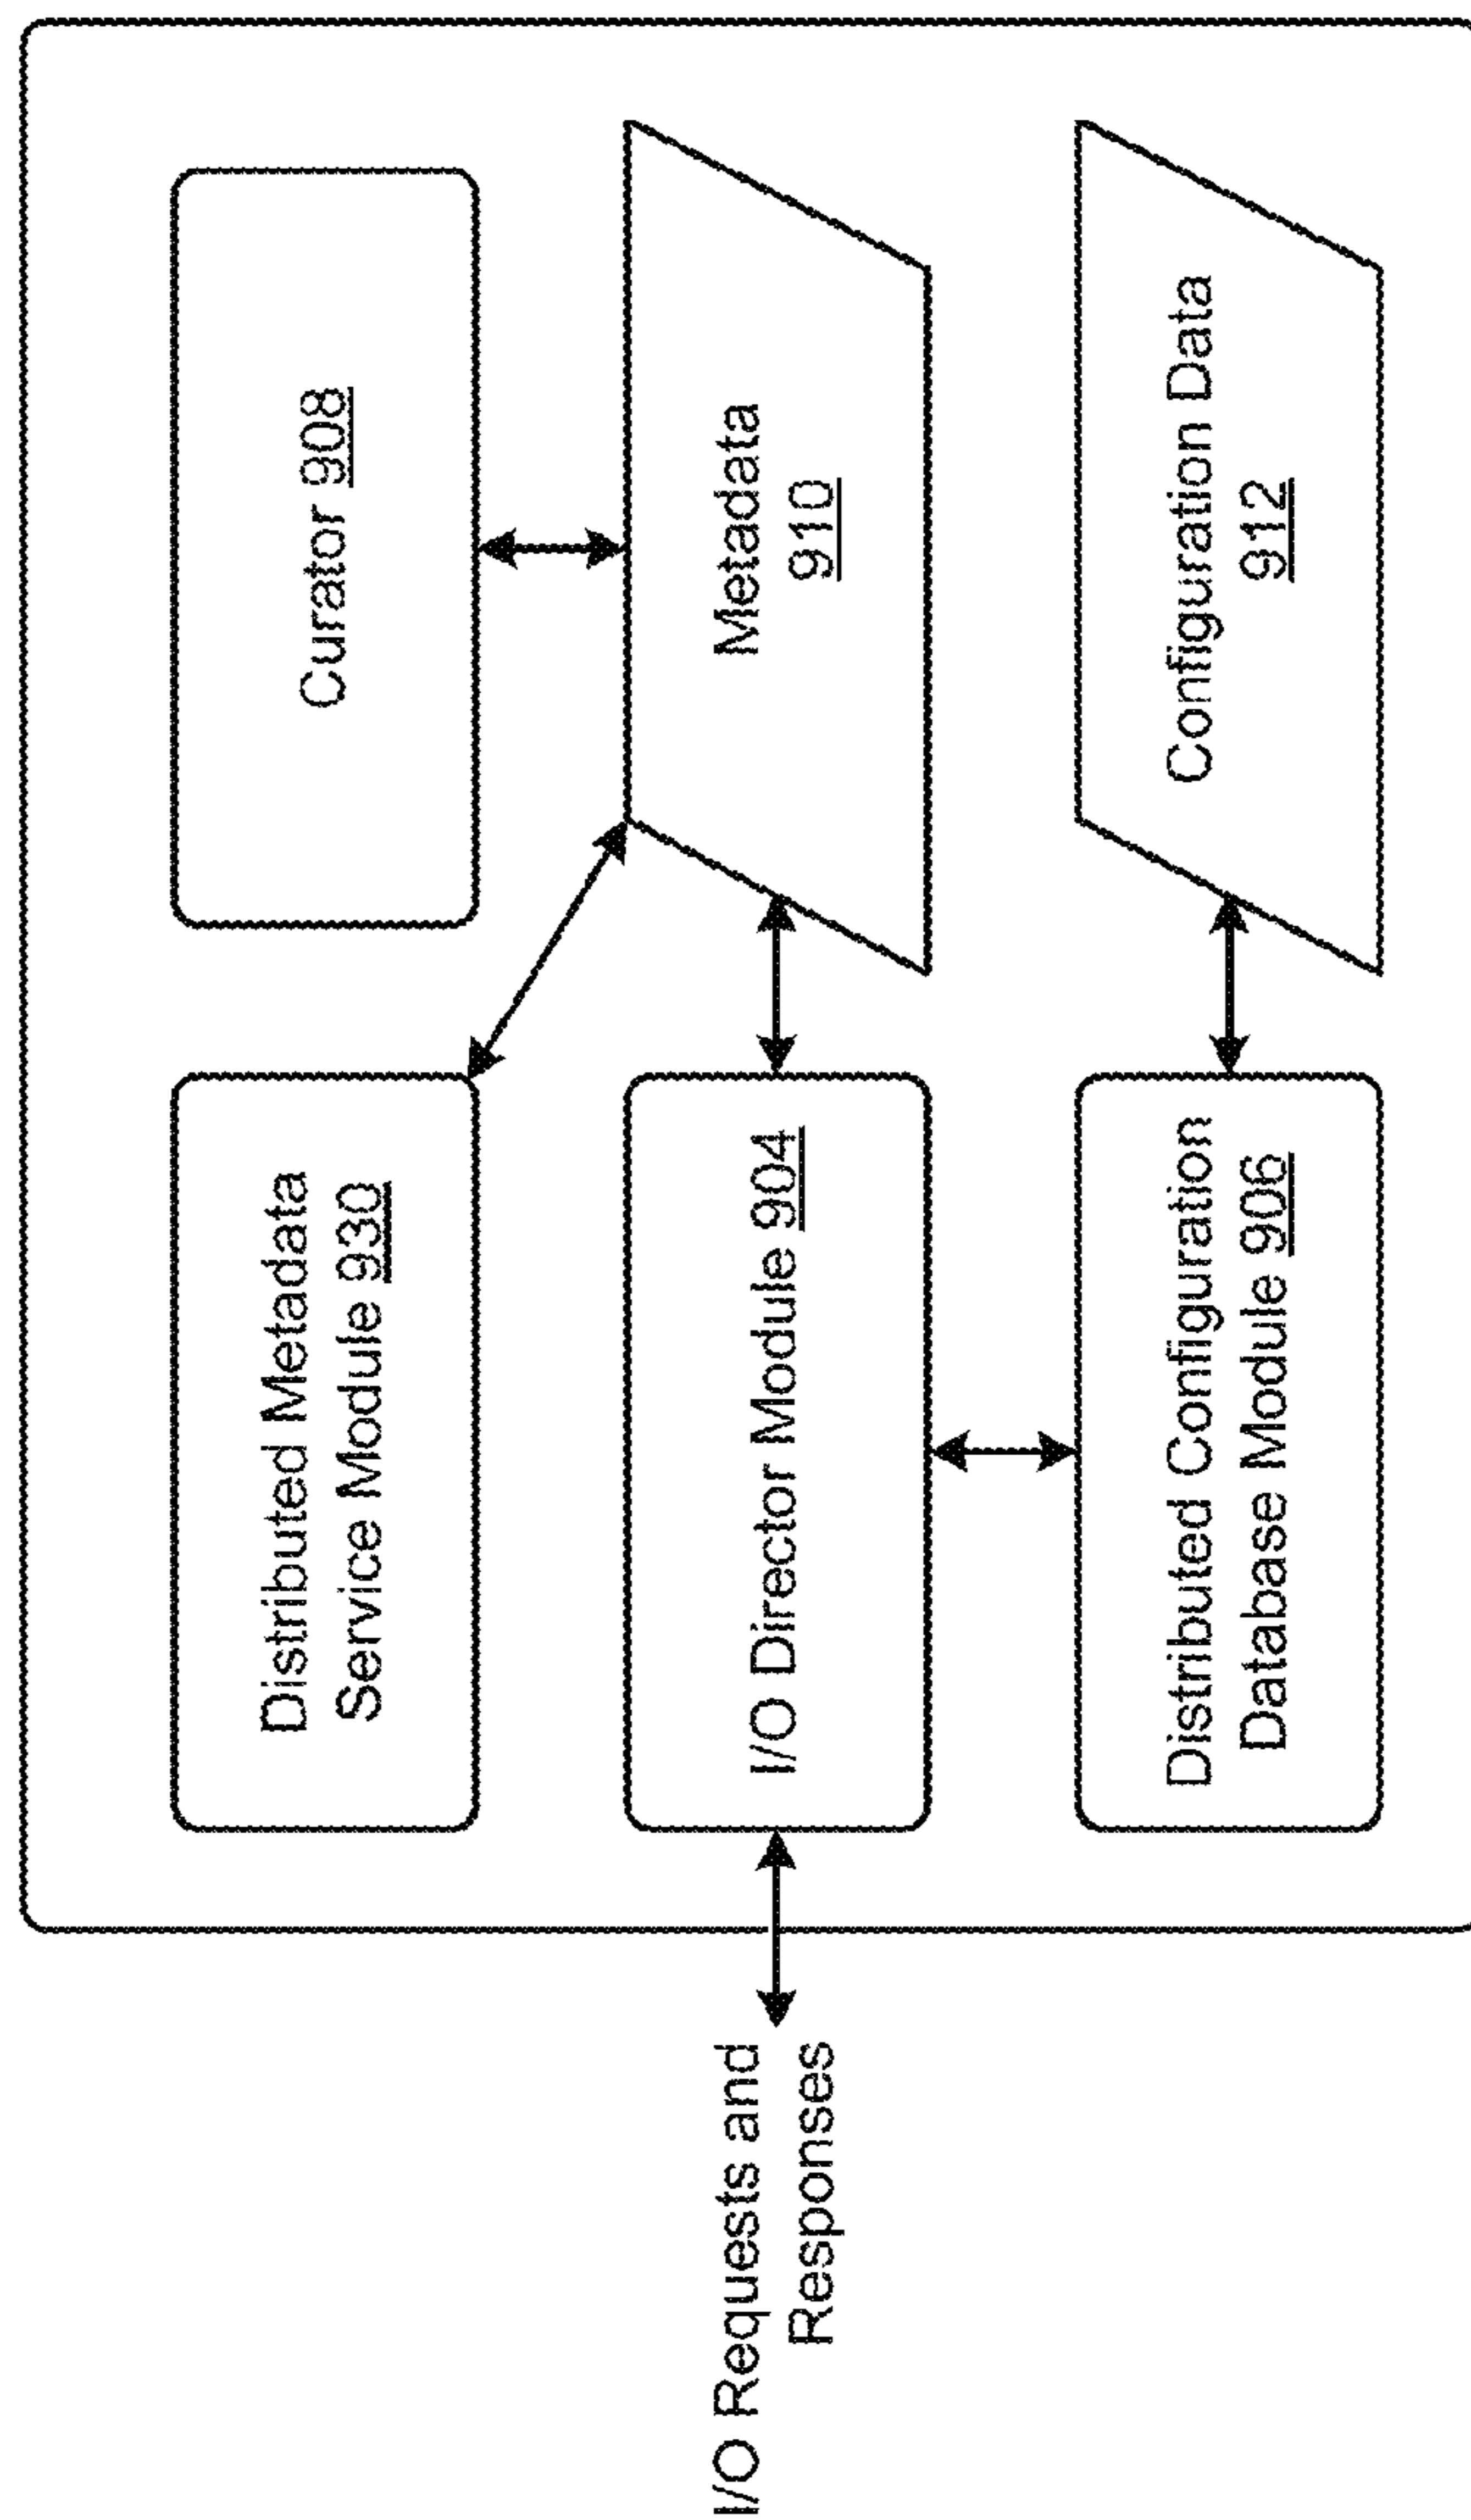 Distributed Metadata
Service Module 930
Curator 908
I/O Requests and
Responses
I/O Director Module 904
Metadata
910
Distributed Configuration
Database Module 906
Configuration Data
912